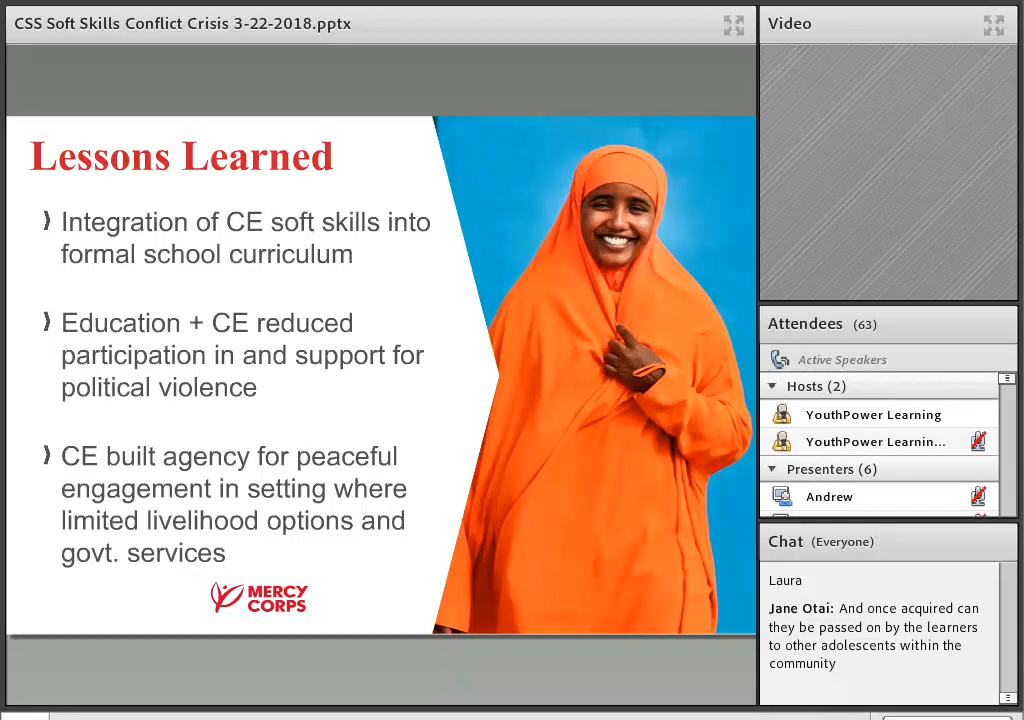 CSS Soft Skills Conflict Crisis 3-22-2018.pptx
Lessons Learned
Integration of CE soft skills into
formal school curriculum
Education + CE reduced
participation in and support for
political violence
CE built agency for peaceful
engagement in setting where
limited livelihood options and
govt. services
MERCY
CORPS
Video
Attendees (63)
Active Speakers
Hosts (2)
YouthPower Learning
YouthPower Learnin...
Presenters (6)
Andrew
Chat (Everyone)
Laura
Jane Otai: And once acquired can
they be passed on by the learners
to other adolescents within the
community